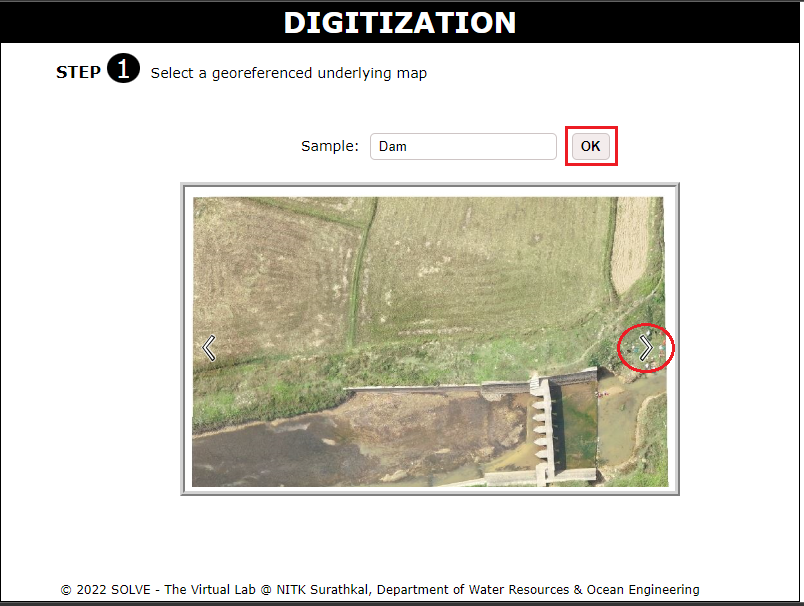 DIGITIZATION
STEP 1 Select a georeferenced underlying map
Sample: Dam OK
© 2022 SOLVE - The Virtual Lab @ NITK Surathkal, Department of Water Resources & Ocean Engineering